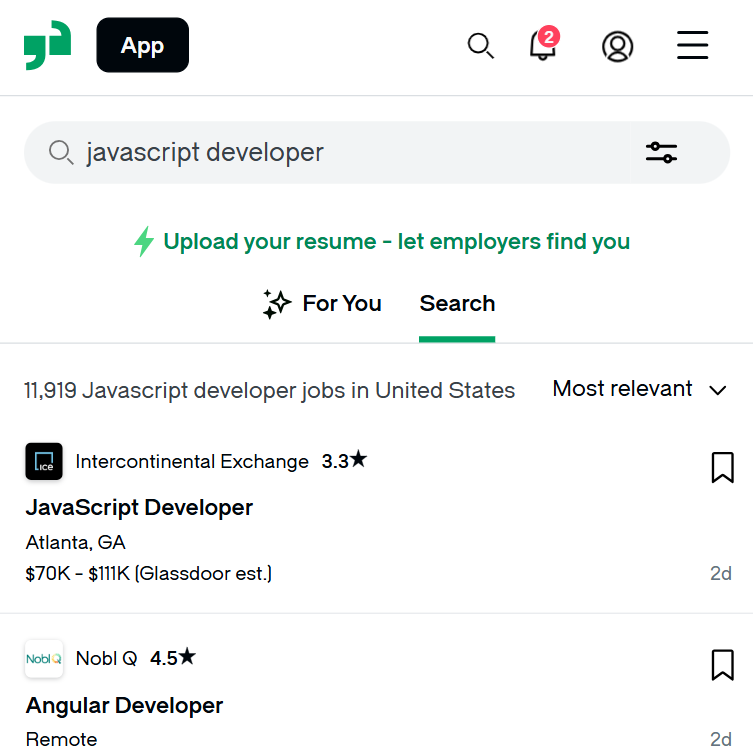 App
2
javascript developer
Upload your resume - let employers find you
For You
Search
11,919 Javascript developer jobs in United States
Most relevant
ICE
Intercontinental Exchange 3.3★
JavaScript Developer
Atlanta, GA
$70K - $111K (Glassdoor est.)
2d
Nobl Q
Nobl Q 4.5★
Angular Developer
Remote
2d